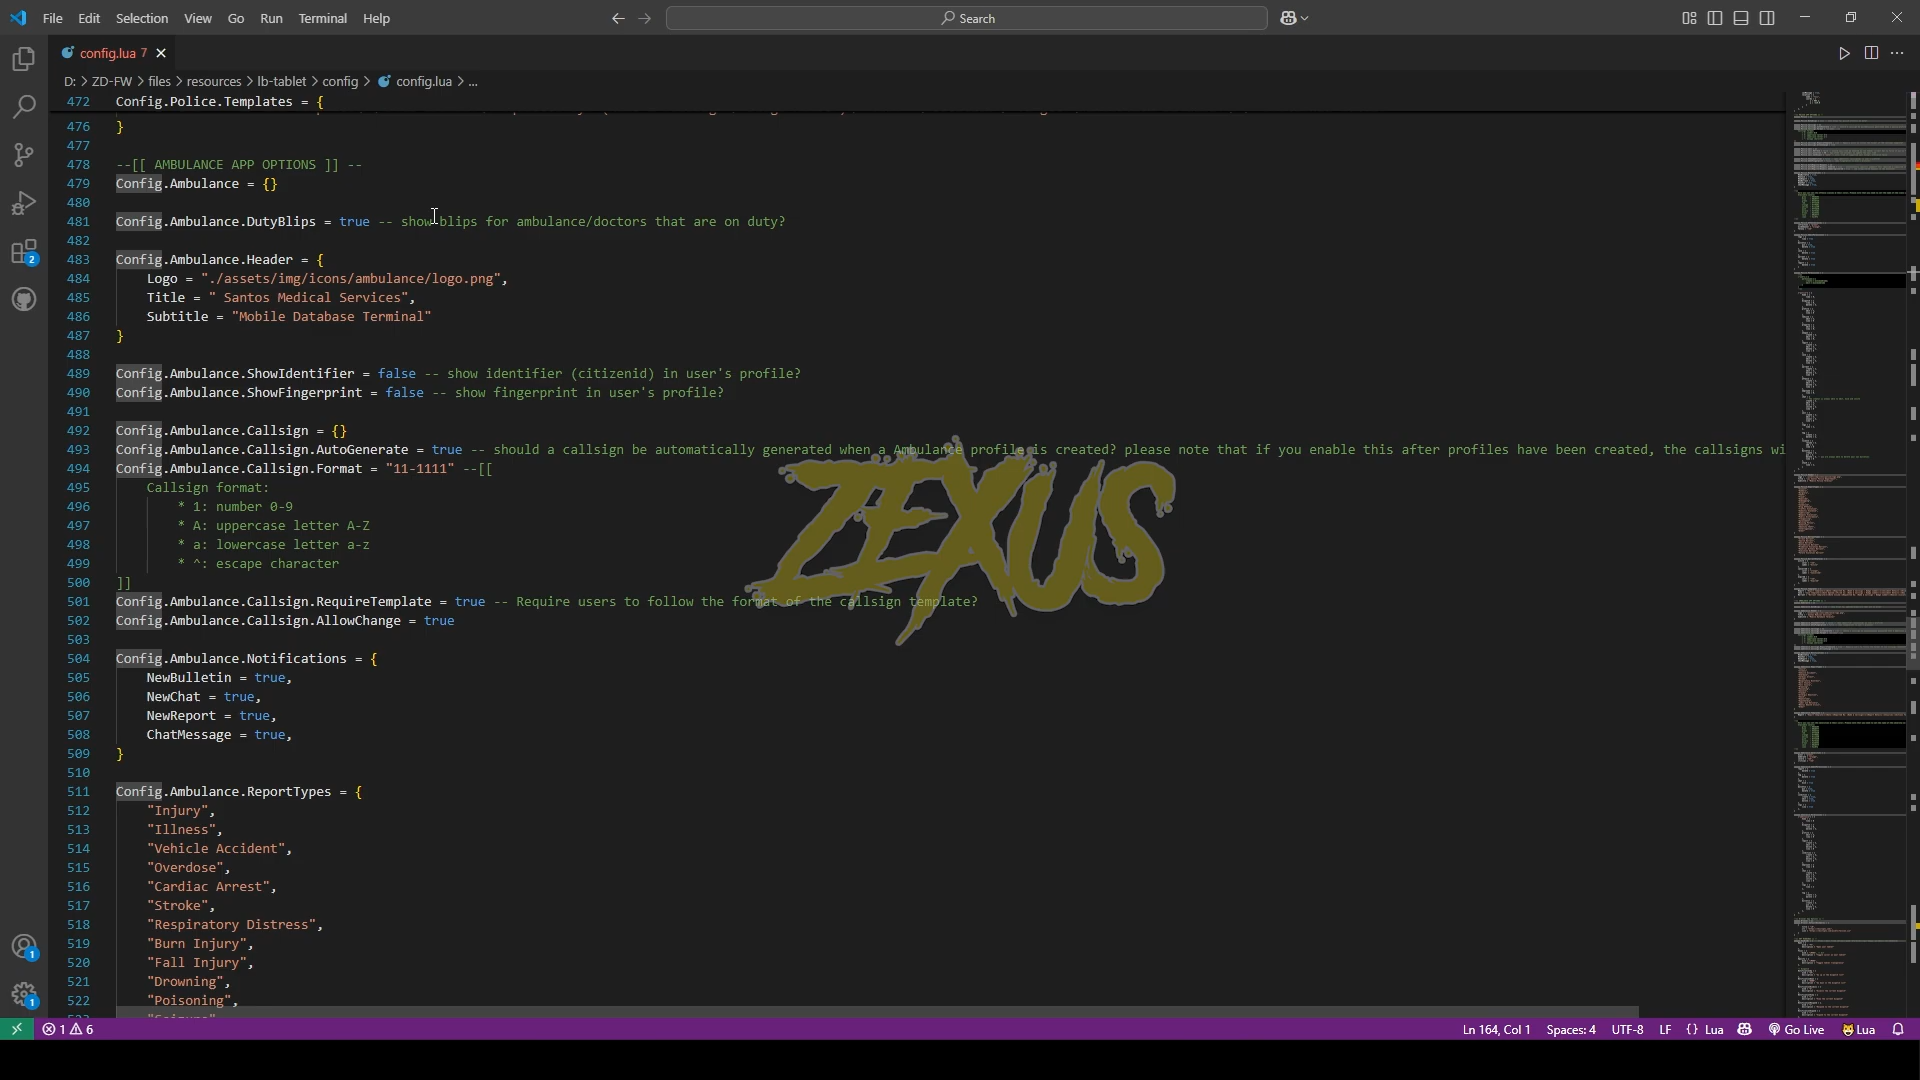 File Edit Selection View Go Run Terminal Help
Search
config.lua 7
D: > ZD-FW > files > resources > lb-tablet > config > config.lua > ...
472 Config.Police.Templates = {
476 }
477
478 --[[ AMBULANCE APP OPTIONS ]] --
479 Config.Ambulance = {}
480
481 Config.Ambulance.DutyBlips = true -- show blips for ambulance/doctors that are on duty?
482
483 Config.Ambulance.Header = {
484 Logo = "./assets/img/icons/ambulance/logo.png",
485 Title = " Santos Medical Services",
486 Subtitle = "Mobile Database Terminal"
487 }
488
489 Config.Ambulance.ShowIdentifier = false -- show identifier (citizenid) in user's profile?
490 Config.Ambulance.ShowFingerprint = false -- show fingerprint in user's profile?
491
492 Config.Ambulance.Callsign = {}
493 Config.Ambulance.Callsign.AutoGenerate = true -- should a callsign be automatically generated when a Ambulance profile is created? please note that if you enable this after profiles have been created, the callsigns wi
494 Config.Ambulance.Callsign.Format = "11-1111" --[[
495 Callsign format:
496 * 1: number 0-9
497 * A: uppercase letter A-Z
498 * a: lowercase letter a-z
499 * ^: escape character
500 ]]
501 Config.Ambulance.Callsign.RequireTemplate = true -- Require users to follow the format of the callsign template?
502 Config.Ambulance.Callsign.AllowChange = true
503
504 Config.Ambulance.Notifications = {
505 NewBulletin = true,
506 NewChat = true,
507 NewReport = true,
508 ChatMessage = true,
509 }
510
511 Config.Ambulance.ReportTypes = {
512 "Injury",
513 "Illness",
514 "Vehicle Accident",
515 "Overdose",
516 "Cardiac Arrest",
517 "Stroke",
518 "Respiratory Distress",
519 "Burn Injury",
520 "Fall Injury",
521 "Drowning",
522 "Poisoning",
ZEXUS
2
1
1
1 6
Ln 164, Col 1 Spaces: 4 UTF-8 LF {} Lua Go Live Lua